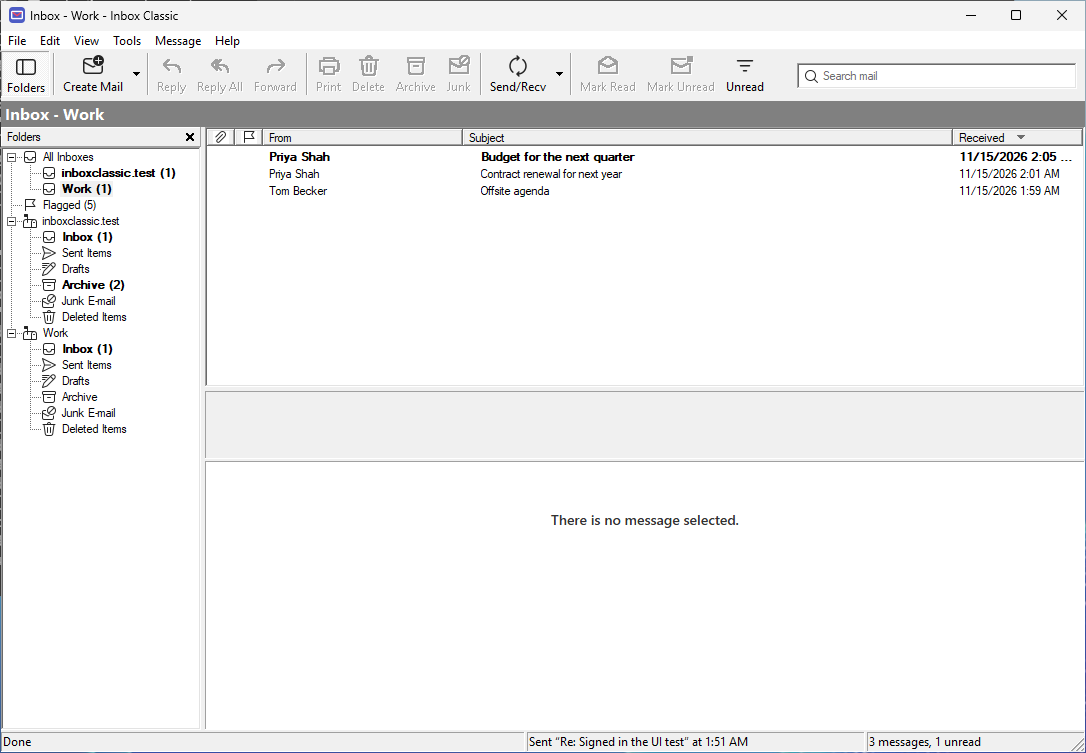 Inbox - Work - Inbox Classic
File Edit View Tools Message Help
Folders Create Mail Reply Reply All Forward Print Delete Archive Junk Send/Recv Mark Read Mark Unread Unread Search mail
Inbox - Work
Folders
From Subject Received
All Inboxes
inboxclassic.test (1)
Work (1)
Flagged (5)
inboxclassic.test
Inbox (1)
Sent Items
Drafts
Archive (2)
Junk E-mail
Deleted Items
Work
Inbox (1)
Sent Items
Drafts
Archive
Junk E-mail
Deleted Items
Priya Shah Budget for the next quarter 11/15/2026 2:05 ...
Priya Shah Contract renewal for next year 11/15/2026 2:01 AM
Tom Becker Offsite agenda 11/15/2026 1:59 AM
There is no message selected.
Done
Sent “Re: Signed in the UI test” at 1:51 AM
3 messages, 1 unread